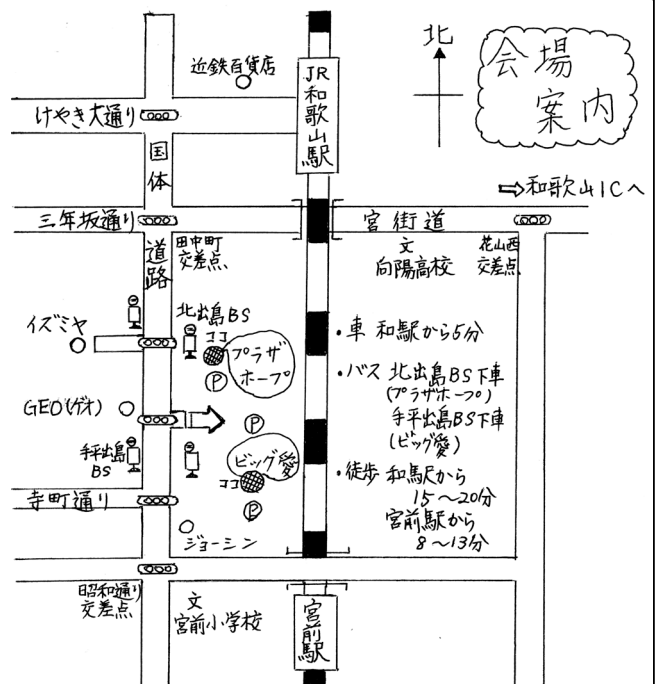 会場
案内
北
近鉄百貨店
JR和歌山駅
けやき大通り
国体
道路
⇨和歌山ICへ
三年坂通り
宮街道
田中町
交差点
文
向陽高校
花山西
交差点
北出島BS
イズミヤ
ココ
プラザ
ホープ
P
・車 和駅から5分
・バス 北出島BS下車
(プラザホープ)
手平出島BS下車
(ビッグ愛)
GEO(ゲオ)
P
手平出島
BS
ビッグ愛
ココ
P
・徒歩 和駅から
15〜20分
宮前駅から
8〜13分
寺町通り
ジョーシン
昭和通り
交差点
文
宮前小学校
宮前駅